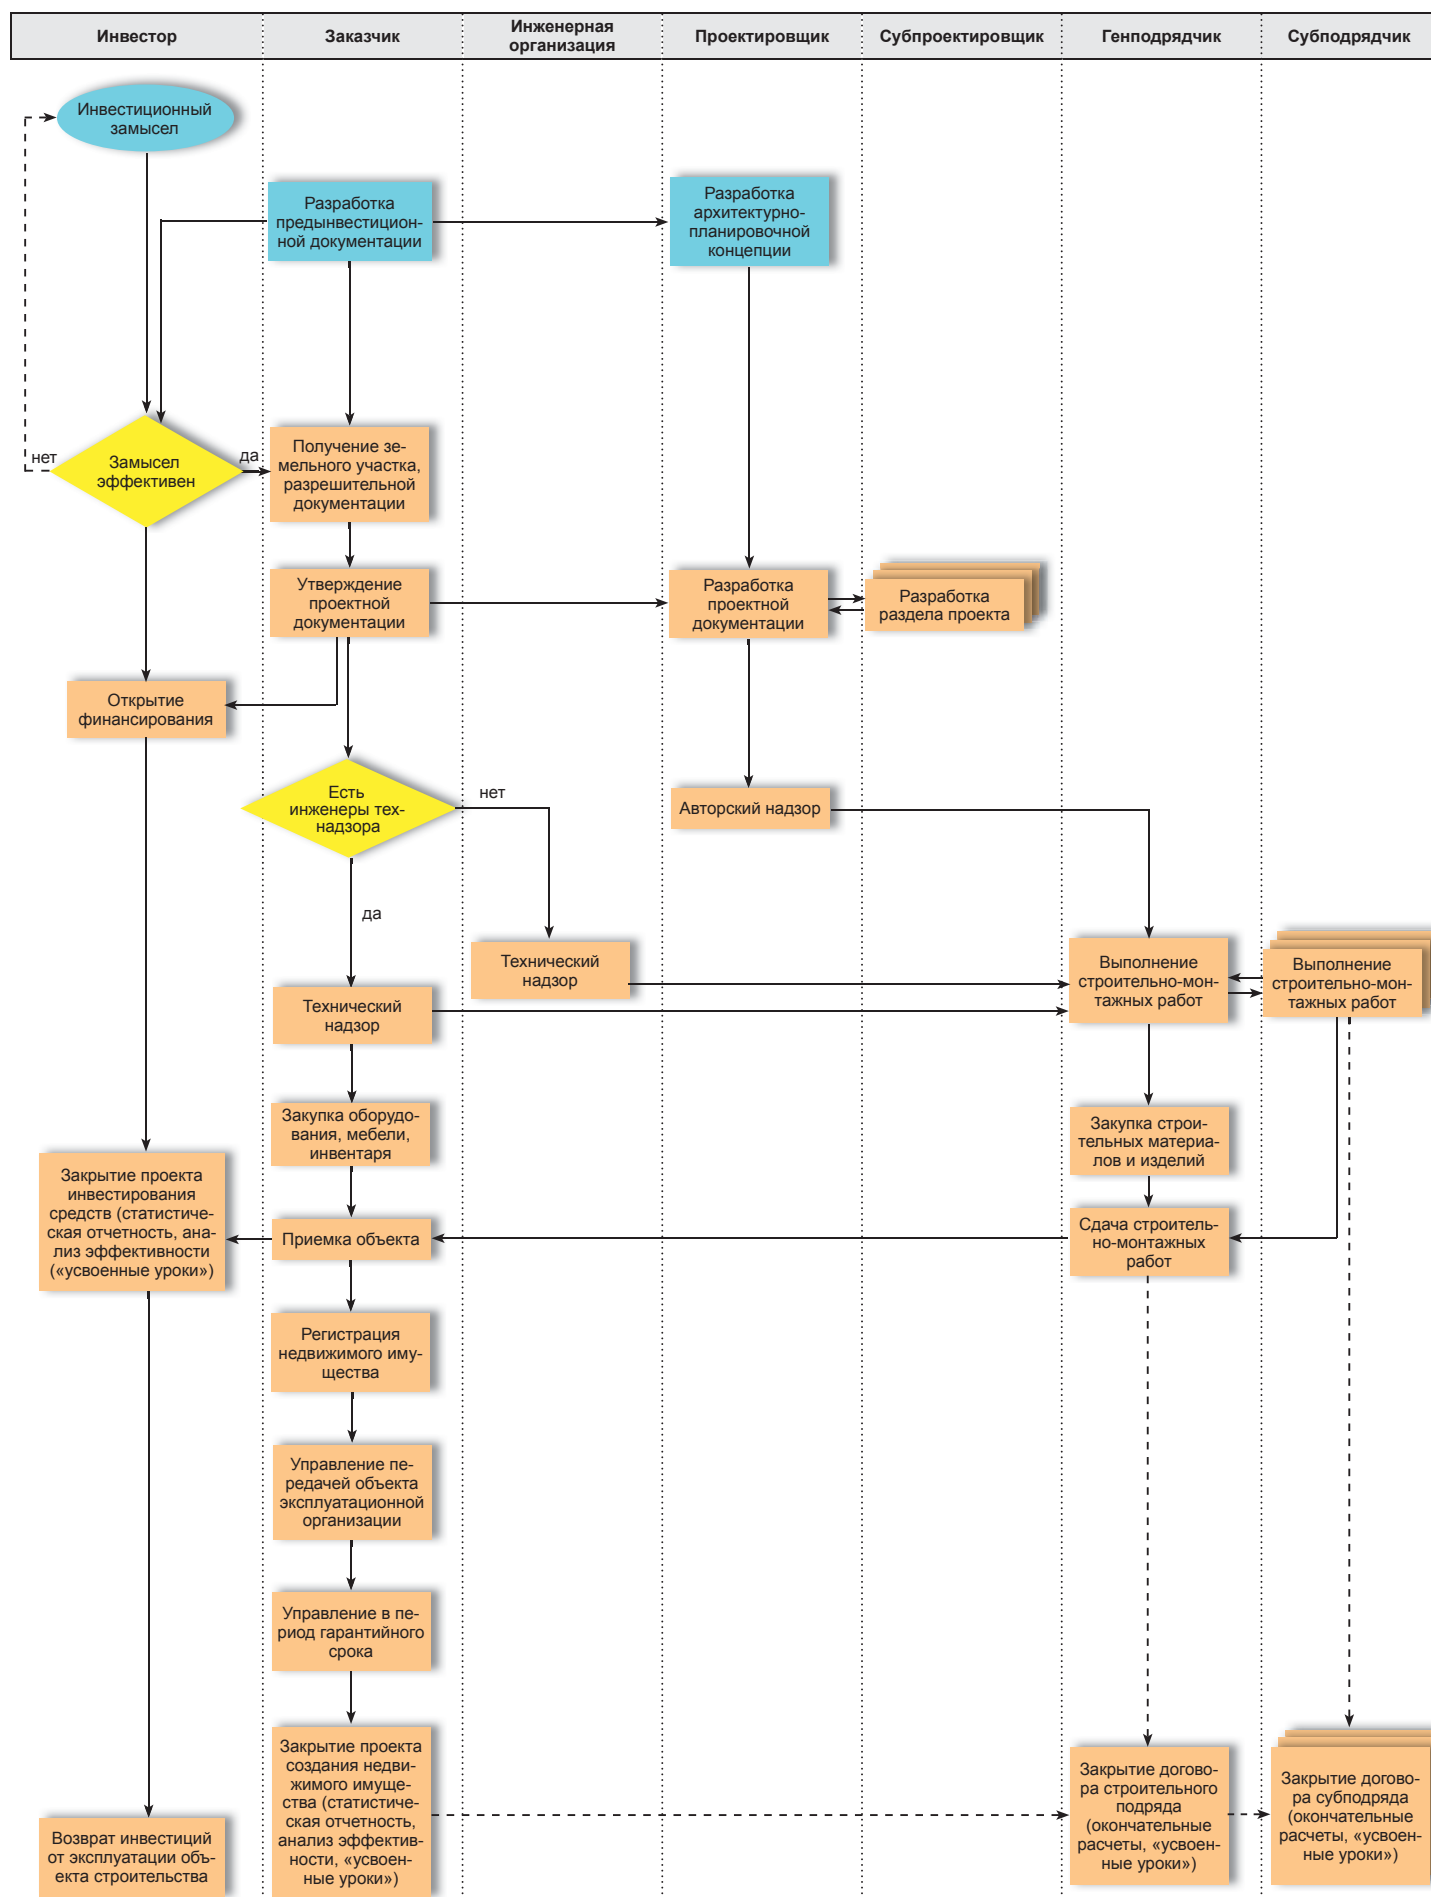 Инвестор
Заказчик
Инженерная
организация
Проектировщик
Субпроектировщик
Генподрядчик
Субподрядчик
Инвестиционный
замысел
Разработка
предынвестицион-
ной документации
Разработка
архитектурно-
планировочной
концепции
нет
Замысел
эффективен
да
Получение зе-
мельного участка,
разрешительной
документации
Утверждение
проектной
документации
Разработка
проектной
документации
Разработка
раздела проекта
Открытие
финансирования
Есть
инженеры тех-
надзора
нет
Авторский надзор
да
Технический
надзор
Выполнение
строительно-мон-
тажных работ
Выполнение
строительно-мон-
тажных работ
Технический
надзор
Закупка оборудо-
вания, мебели,
инвентаря
Закупка строи-
тельных материа-
лов и изделий
Закрытие проекта
инвестирования
средств (статистиче-
ская отчетность, ана-
лиз эффективности
(«усвоенные уроки»)
Приемка объекта
Сдача строитель-
но-монтажных
работ
Регистрация
недвижимого иму-
щества
Управление пе-
редачей объекта
эксплуатационной
организации
Управление в пе-
риод гарантийного
срока
Закрытие проекта
создания недви-
жимого имуще-
ства (статистиче-
ская отчетность,
анализ эффектив-
ности, «усвоен-
ные уроки»)
Закрытие догово-
ра строительного
подряда
(окончательные
расчеты, «усвоен-
ные уроки»)
Закрытие догово-
ра субподряда
(окончательные
расчеты, «усвоен-
ные уроки»)
Возврат инвестиций
от эксплуатации объ-
екта строительства